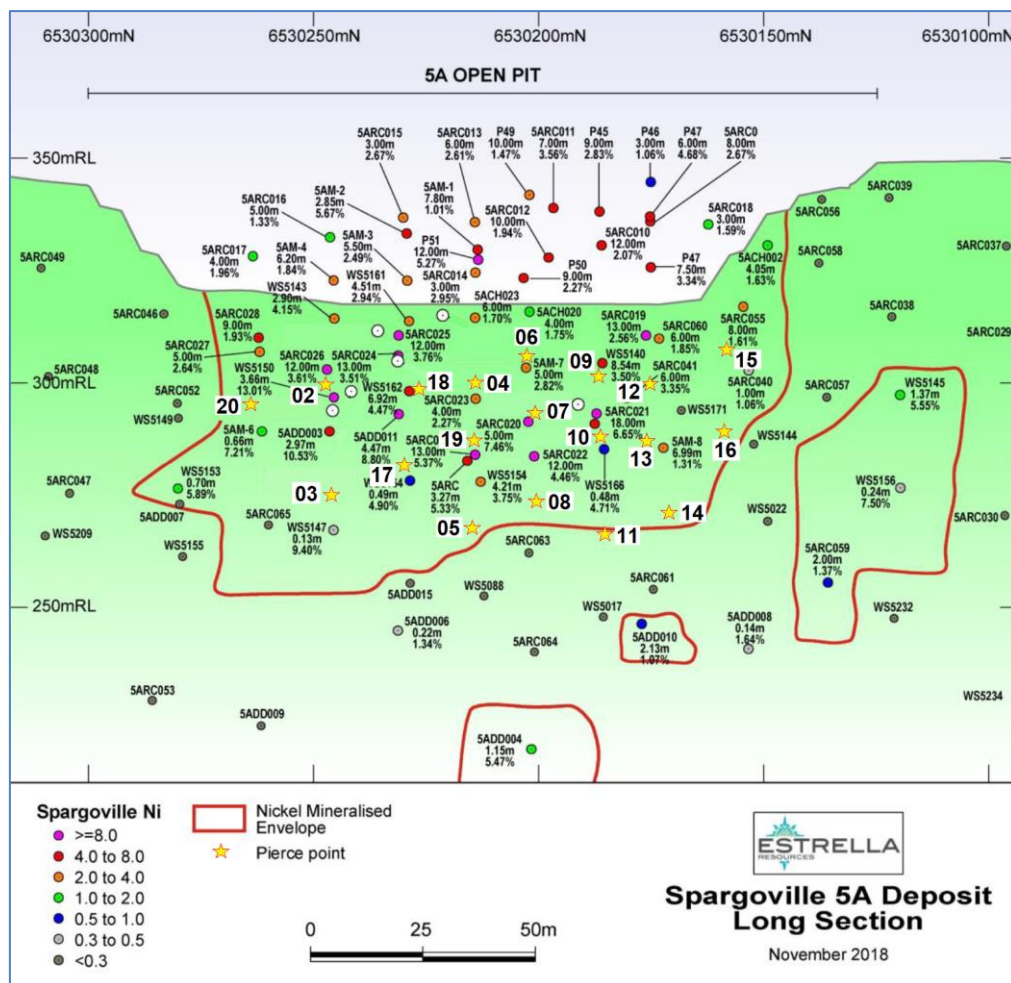 6530300mN
6530250mN
6530200mN
6530150mN
6530100mN
5A OPEN PIT
350mRL
300mRL
250mRL
5ARC015
3.00m
2.67%
5ARC013
6.00m
2.61%
P49
10.00m
1.47%
5ARC011
7.00m
3.56%
P45
9.00m
2.83%
P46
3.00m
1.06%
P47
6.00m
4.68%
5ARC0
8.00m
2.67%
5ARC016
5.00m
1.33%
5AM-2
2.85m
5.67%
5AM-1
7.80m
1.01%
5ARC012
10.00m
1.94%
5ARC018
3.00m
1.59%
5ARC039
5ARC056
5ARC017
4.00m
1.96%
5AM-4
6.20m
1.84%
5AM-3
5.50m
2.49%
P51
12.00m
5.27%
5ARC010
12.00m
2.07%
5ARC037
5ARC049
WS5143
2.90m
4.15%
WS5161
4.51m
2.94%
5ARC014
3.00m
2.95%
P50
9.00m
2.27%
P47
7.50m
3.34%
5ACH002
4.05m
1.63%
5ARC058
5ARC046
5ARC028
9.00m
1.93%
5ACH023
6.00m
1.70%
5ACH020
4.00m
1.75%
5ARC019
13.00m
2.56%
5ARC060
6.00m
1.85%
5ARC055
8.00m
1.61%
5ARC038
5ARC029
5ARC027
5.00m
2.64%
5ARC026
12.00m
3.61%
5ARC024
13.00m
3.51%
5ARC025
12.00m
3.76%
06
5AM-7
5.00m
2.82%
09
WS5140
8.54m
3.50%
5ARC041
6.00m
3.35%
15
5ARC048
5ARC052
WS5149
WS5150
3.66m
13.01%
20
02
WS5162
6.92m
4.47%
18
04
5ARC023
4.00m
2.27%
07
12
5ARC040
1.00m
1.06%
5ARC057
WS5145
1.37m
5.55%
5AM-6
0.66m
7.21%
5ADD003
2.97m
10.53%
5ADD011
4.47m
8.80%
19
5ARC020
5.00m
7.46%
10
5ARC021
18.00m
6.65%
WS5171
13
16
WS5144
5ARC047
WS5153
0.70m
5.89%
5ADD007
03
17
13.00m
5.37%
0.49m
4.90%
5ARC
3.27m
5.33%
WS5154
4.21m
3.75%
5ARC022
12.00m
4.46%
08
WS5166
0.48m
4.71%
5AM-8
6.99m
1.31%
14
WS5022
WS5156
0.24m
7.50%
5ARC030
WS5209
WS5155
5ARC065
WS5147
0.13m
9.40%
05
5ARC063
11
5ARC059
2.00m
1.37%
5ADD015
WS5088
5ARC061
5ADD006
0.22m
1.34%
5ARC064
WS5017
5ADD010
2.13m
1.07%
5ADD008
0.14m
1.64%
WS5232
5ARC053
5ADD009
5ADD004
1.15m
5.47%
WS5234
Spargoville Ni
>=8.0
4.0 to 8.0
2.0 to 4.0
1.0 to 2.0
0.5 to 1.0
0.3 to 0.5
<0.3
Nickel Mineralised
Envelope
Pierce point
0
25
50m
ESTRELLA
RESOURCES
Spargoville 5A Deposit
Long Section
November 2018